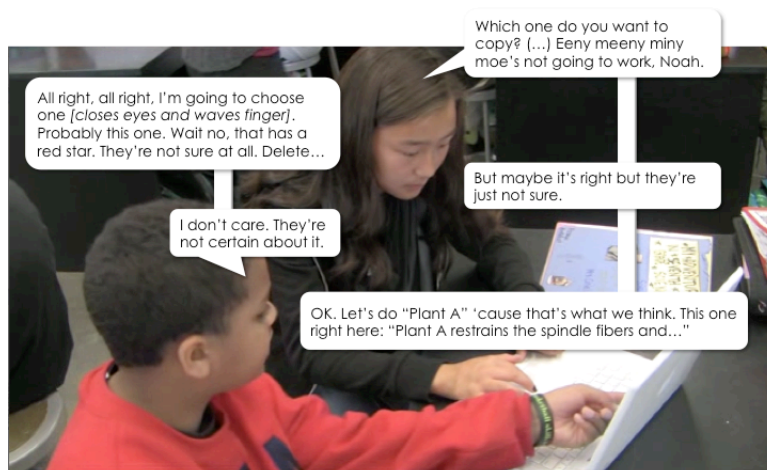 Which one do you want to
copy? (…) Eeny meeny miny
moe’s not going to work, Noah.
All right, all right, I’m going to choose
one [closes eyes and waves finger].
Probably this one. Wait no, that has a
red star. They’re not sure at all. Delete…
But maybe it’s right but they’re
just not sure.
I don’t care. They’re
not certain about it.
OK. Let’s do “Plant A” ‘cause that’s what we think. This one
right here: “Plant A restrains the spindle fibers and…”